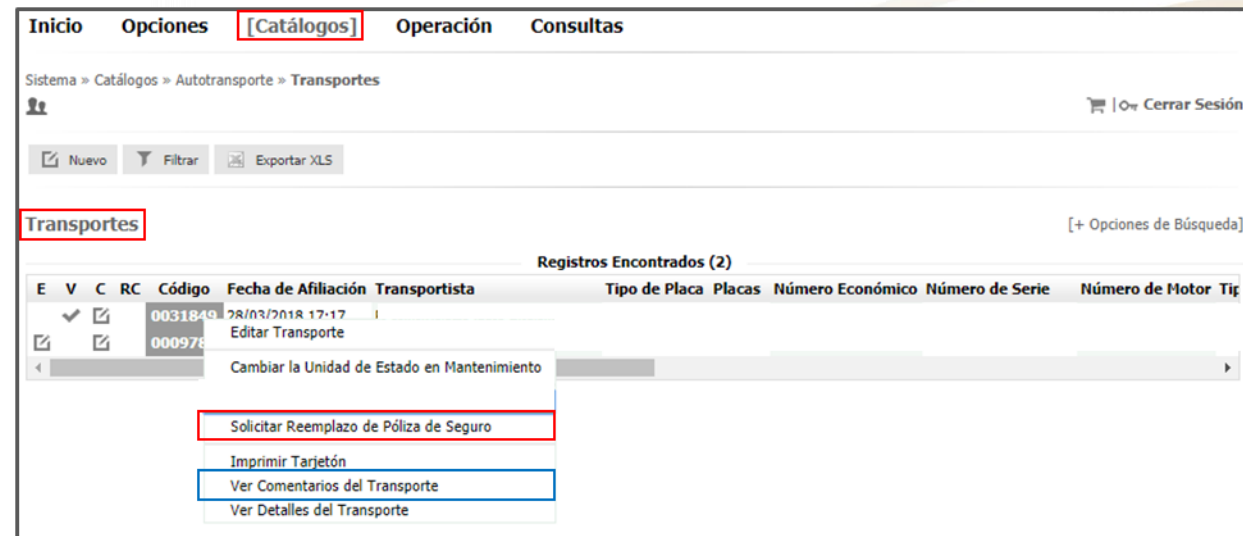 Inicio Opciones [Catálogos] Operación Consultas
Sistema » Catálogos » Autotransporte » Transportes
| Cerrar Sesión
Nuevo Filtrar Exportar XLS
Transportes [+ Opciones de Búsqueda]
Registros Encontrados (2)
E V C RC Código Fecha de Afiliación Transportista Tipo de Placa Placas Número Económico Número de Serie Número de Motor Tip
0031849 28/03/2018 17:17
000978
Editar Transporte
Cambiar la Unidad de Estado en Mantenimiento
Solicitar Reemplazo de Póliza de Seguro
Imprimir Tarjetón
Ver Comentarios del Transporte
Ver Detalles del Transporte